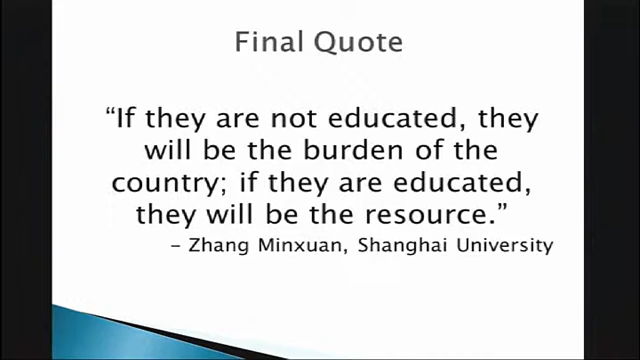 Final Quote
“If they are not educated, they
will be the burden of the
country; if they are educated,
they will be the resource.”
– Zhang Minxuan, Shanghai University